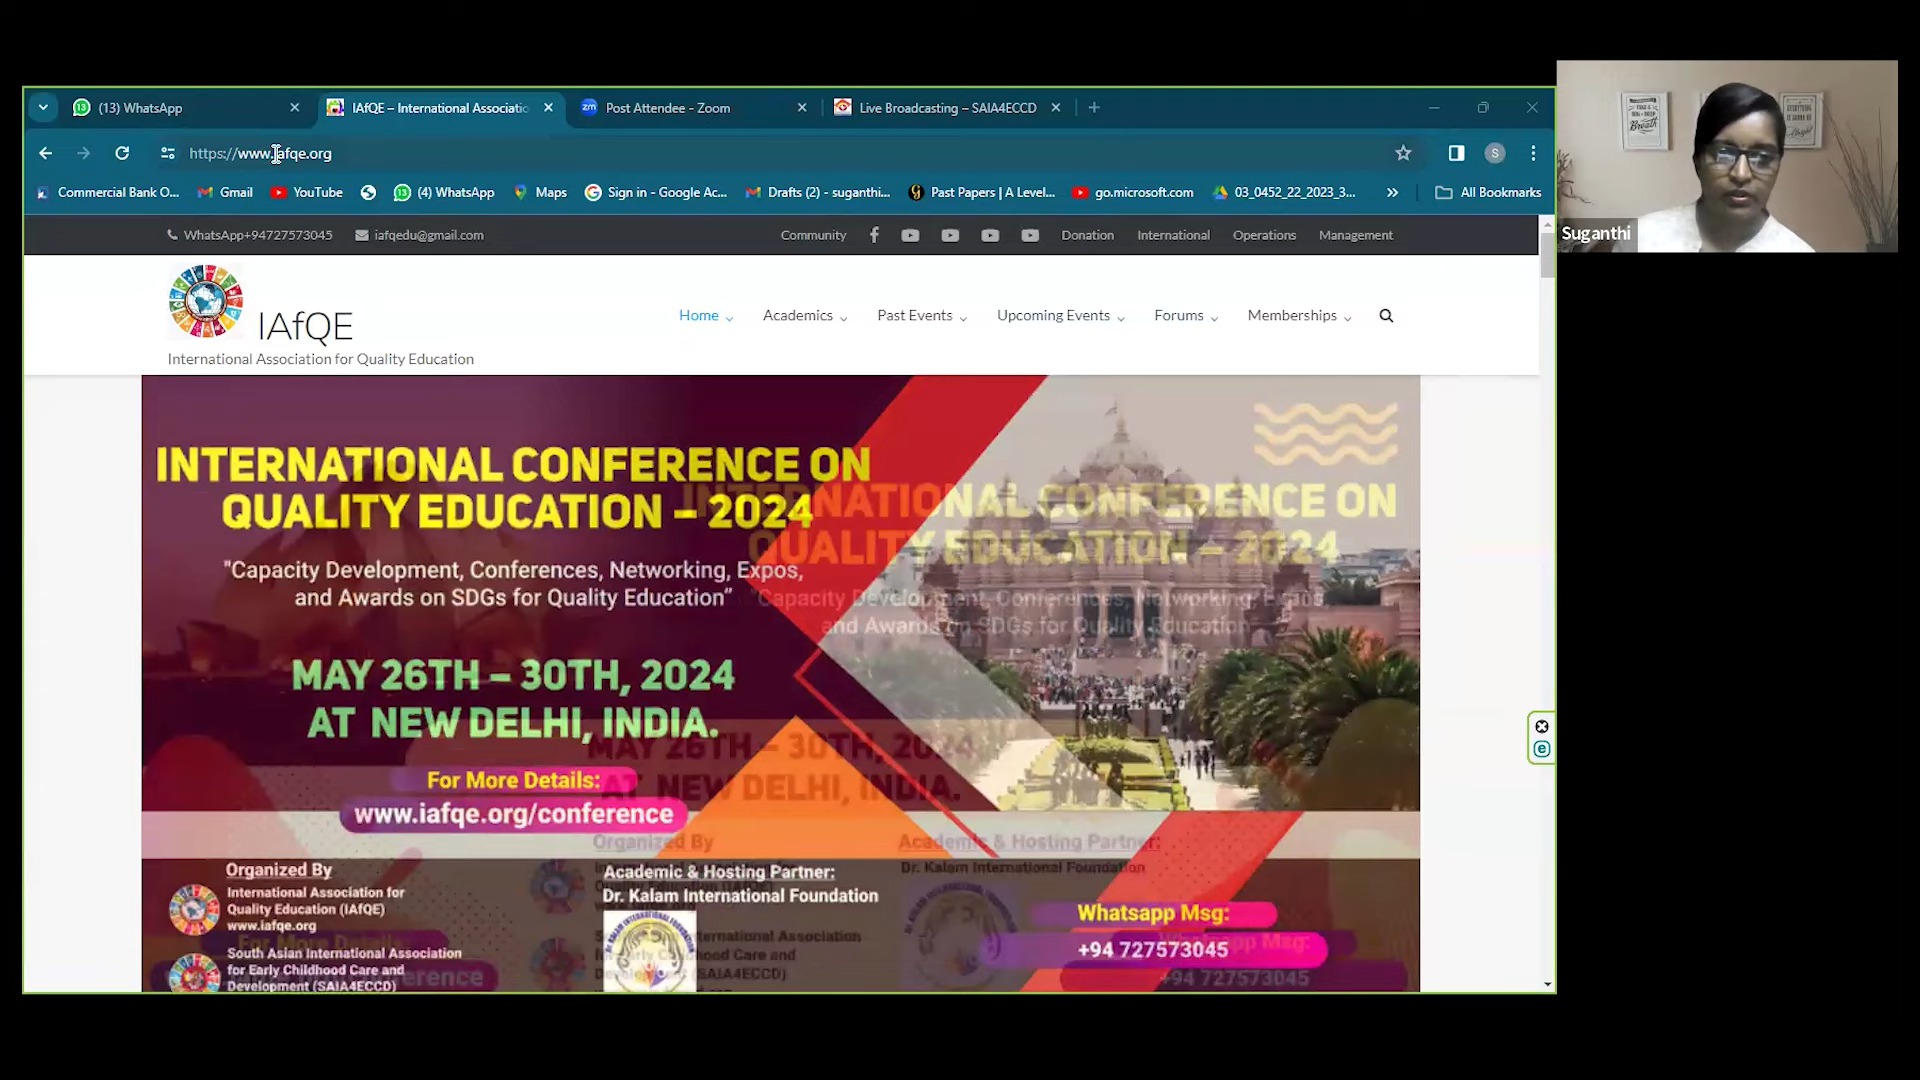 (13) WhatsApp
IAfQE – International Associatio
Post Attendee - Zoom
Live Broadcasting – SAIA4ECCD
https://www.iafqe.org
Commercial Bank O...
Gmail
YouTube
(4) WhatsApp
Maps
Sign in - Google Ac...
Drafts (2) - suganthi...
Past Papers | A Level...
go.microsoft.com
03_0452_22_2023_3...
All Bookmarks
WhatsApp+94727573045
iafqedu@gmail.com
Community
Donation
International
Operations
Management
IAfQE
International Association for Quality Education
Home
Academics
Past Events
Upcoming Events
Forums
Memberships
INTERNATIONAL CONFERENCE ON
QUALITY EDUCATION – 2024
"Capacity Development, Conferences, Networking, Expos,
and Awards on SDGs for Quality Education"
MAY 26TH – 30TH, 2024
AT NEW DELHI, INDIA.
For More Details:
www.iafqe.org/conference
Organized By
International Association for
Quality Education (IAfQE)
www.iafqe.org
South Asian International Association
for Early Childhood Care and
Development (SAIA4ECCD)
Academic & Hosting Partner:
Dr. Kalam International Foundation
Whatsapp Msg:
+94 727573045
Suganthi